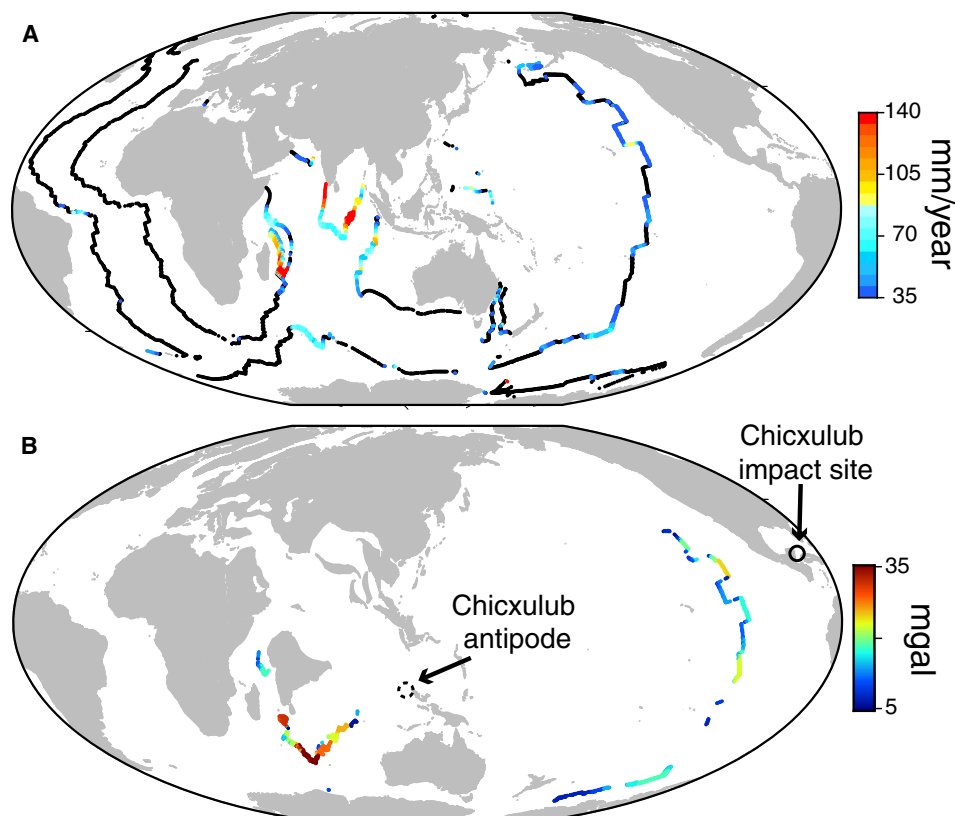 A
140
105
70
35
mm/year
B
Chicxulub
impact site
Chicxulub
antipode
35
5
mgal